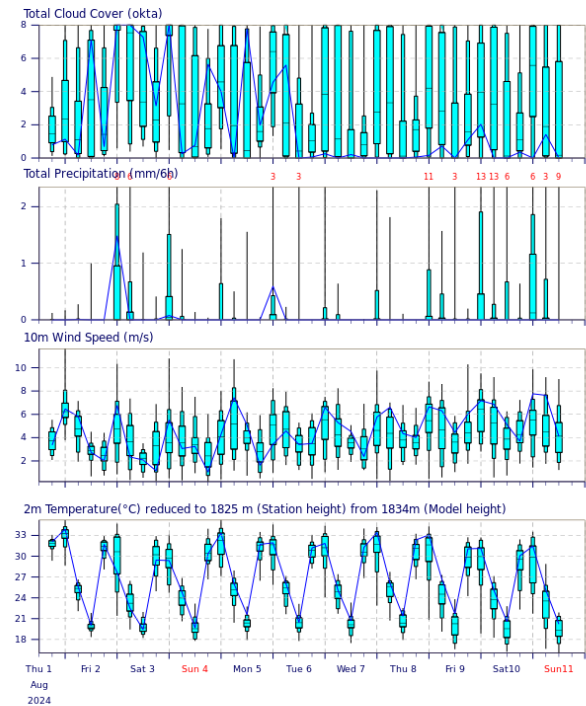 Total Cloud Cover (okta)
8
6
4
2
0
Total Precipitation (mm/6h)
6 3 3 11 3 13 13 6 6 3 9
2
1
0
10m Wind Speed (m/s)
10
8
6
4
2
2m Temperature(°C) reduced to 1825 m (Station height) from 1834m (Model height)
33
30
27
24
21
18
Thu 1 Fri 2 Sat 3 Sun 4 Mon 5 Tue 6 Wed 7 Thu 8 Fri 9 Sat10 Sun11
Aug
2024